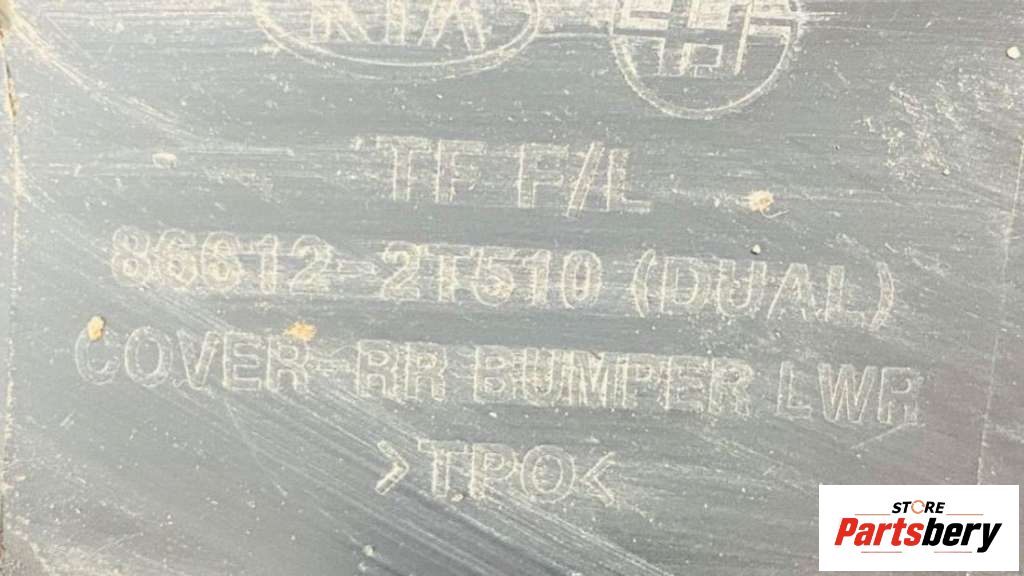 KIA
TF F/L
86612-2T510 (DUAL)
COVER-RR BUMPER LWR
>TPO<
STORE
Partsbery